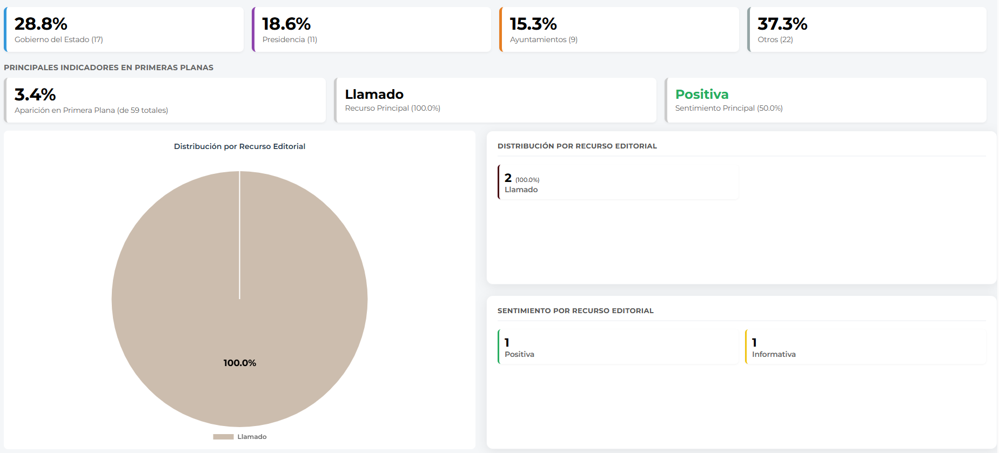 28.8%
Gobierno del Estado (17)
18.6%
Presidencia (11)
15.3%
Ayuntamientos (9)
37.3%
Otros (22)
PRINCIPALES INDICADORES EN PRIMERAS PLANAS
3.4%
Aparición en Primera Plana (de 59 totales)
Llamado
Recurso Principal (100.0%)
Positiva
Sentimiento Principal (50.0%)
Distribución por Recurso Editorial
100.0%
Llamado
DISTRIBUCIÓN POR RECURSO EDITORIAL
2 (100.0%)
Llamado
SENTIMIENTO POR RECURSO EDITORIAL
1
Positiva
1
Informativa